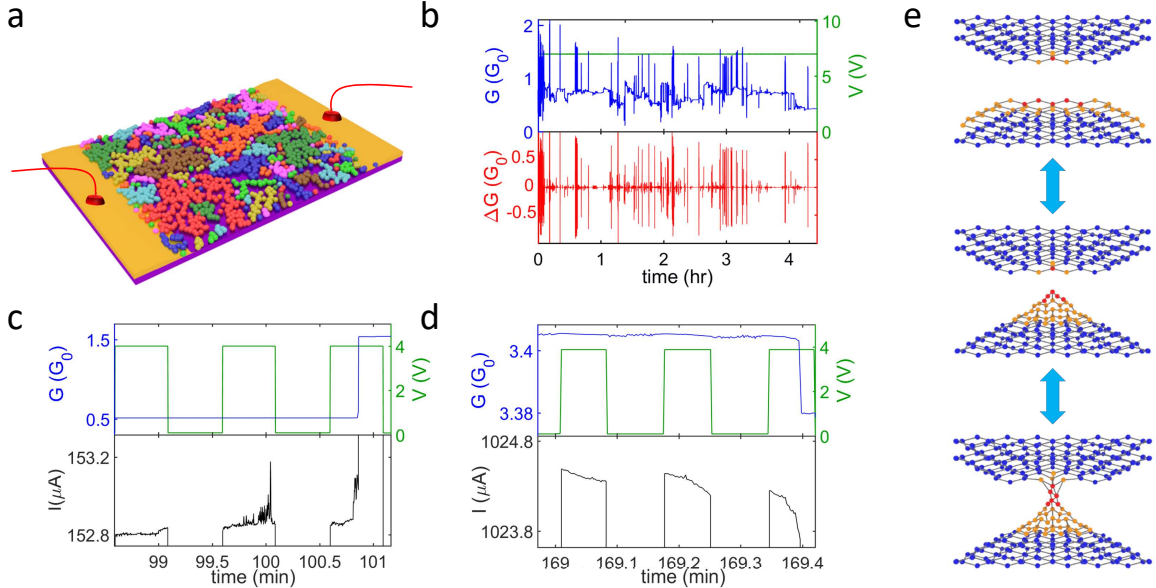 a
b
2
1
0
G (G₀)
10
5
0
V (V)
0.5
0
-0.5
ΔG (G₀)
0 1 2 3 4
time (hr)
c
1.5
0.5
G (G₀)
4
2
0
V (V)
153.2
152.8
I(μA)
99 99.5 100 100.5 101
time (min)
d
3.4
3.38
G (G₀)
4
2
0
V (V)
1024.8
1023.8
I (μA)
169 169.1 169.2 169.3 169.4
time (min)
e